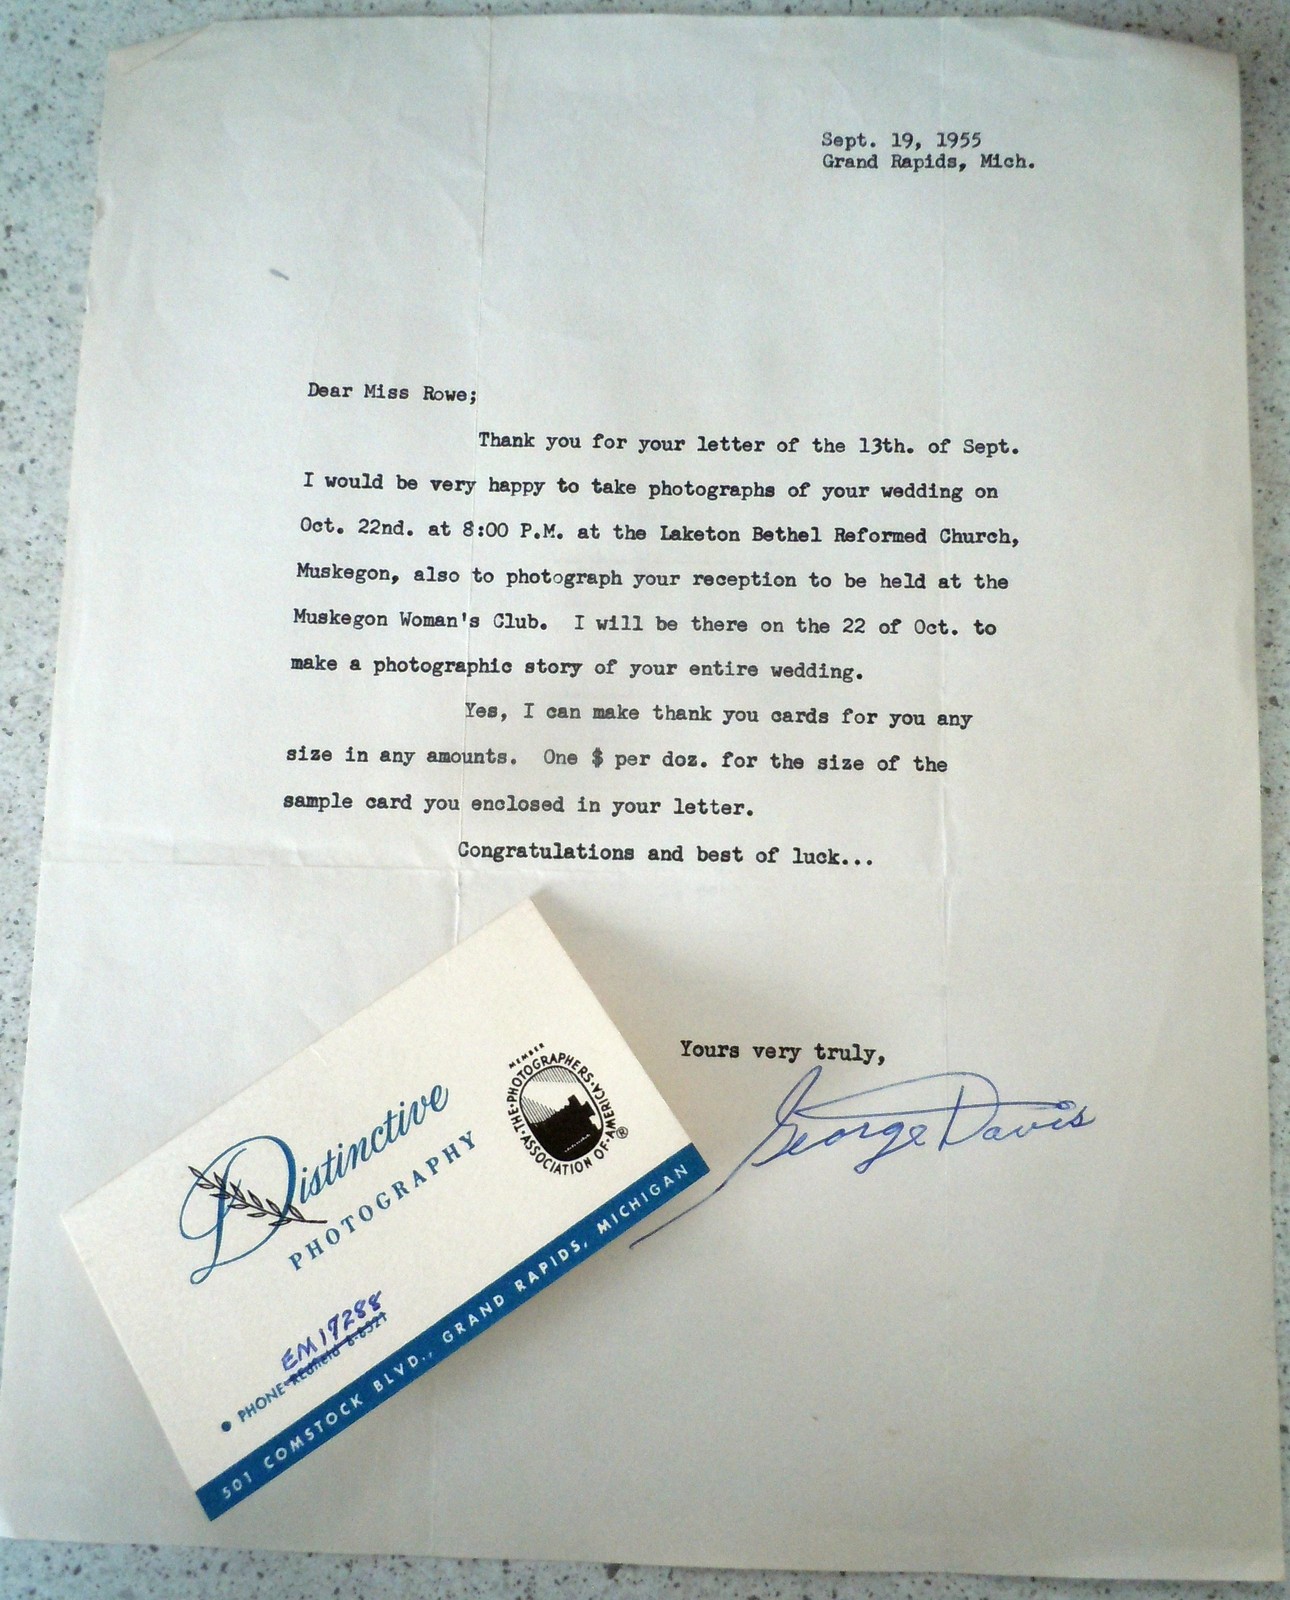 Sept. 19, 1955
Grand Rapids, Mich.
Dear Miss Rowe;
Thank you for your letter of the 13th. of Sept.
I would be very happy to take photographs of your wedding on
Oct. 22nd. at 8:00 P.M. at the Laketon Bethel Reformed Church,
Muskegon, also to photograph your reception to be held at the
Muskegon Woman's Club. I will be there on the 22 of Oct. to
make a photographic story of your entire wedding.
Yes, I can make thank you cards for you any
size in any amounts. One $ per doz. for the size of the
sample card you enclosed in your letter.
Congratulations and best of luck...
Yours very truly,
George Davis
Distinctive
PHOTOGRAPHY
MEMBER
THE·PHOTOGRAPHERS·ASSOCIATION OF·AMERICA®
EM 17288
• PHONE REdfield 6-6521
501 COMSTOCK BLVD., GRAND RAPIDS, MICHIGAN